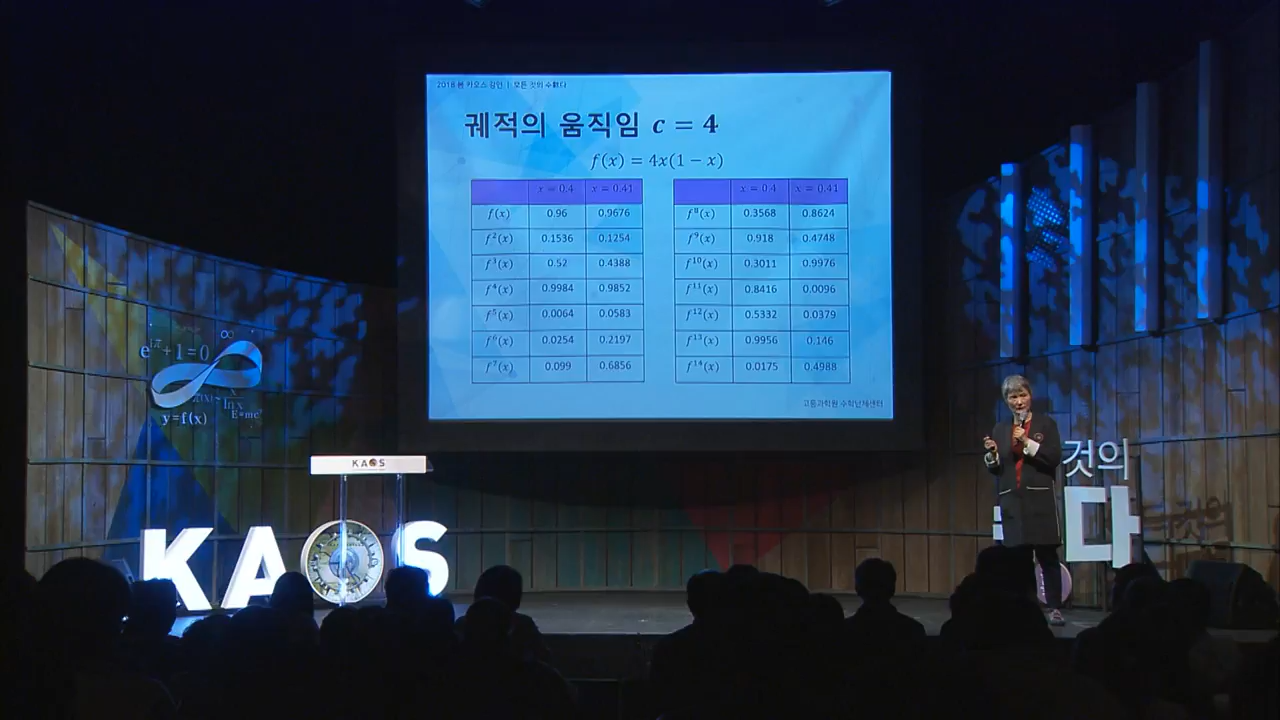 2018 봄 카오스 강연 | 모든 것의 수數다
궤적의 움직임 c = 4
f(x) = 4x(1 − x)
x = 0.4 x = 0.41
f(x) 0.96 0.9676
f²(x) 0.1536 0.1254
f³(x) 0.52 0.4388
f⁴(x) 0.9984 0.9852
f⁵(x) 0.0064 0.0583
f⁶(x) 0.0254 0.2197
f⁷(x) 0.099 0.6856
x = 0.4 x = 0.41
f⁸(x) 0.3568 0.8624
f⁹(x) 0.918 0.4748
f¹⁰(x) 0.3011 0.9976
f¹¹(x) 0.8416 0.0096
f¹²(x) 0.5332 0.0379
f¹³(x) 0.9956 0.146
f¹⁴(x) 0.0175 0.4988
고등과학원 수학난제센터
∞
e^{iπ}+1=0
π(x)~x/ln x
E=mc²
y=f(x)
KAOS
KAOS
것의
다